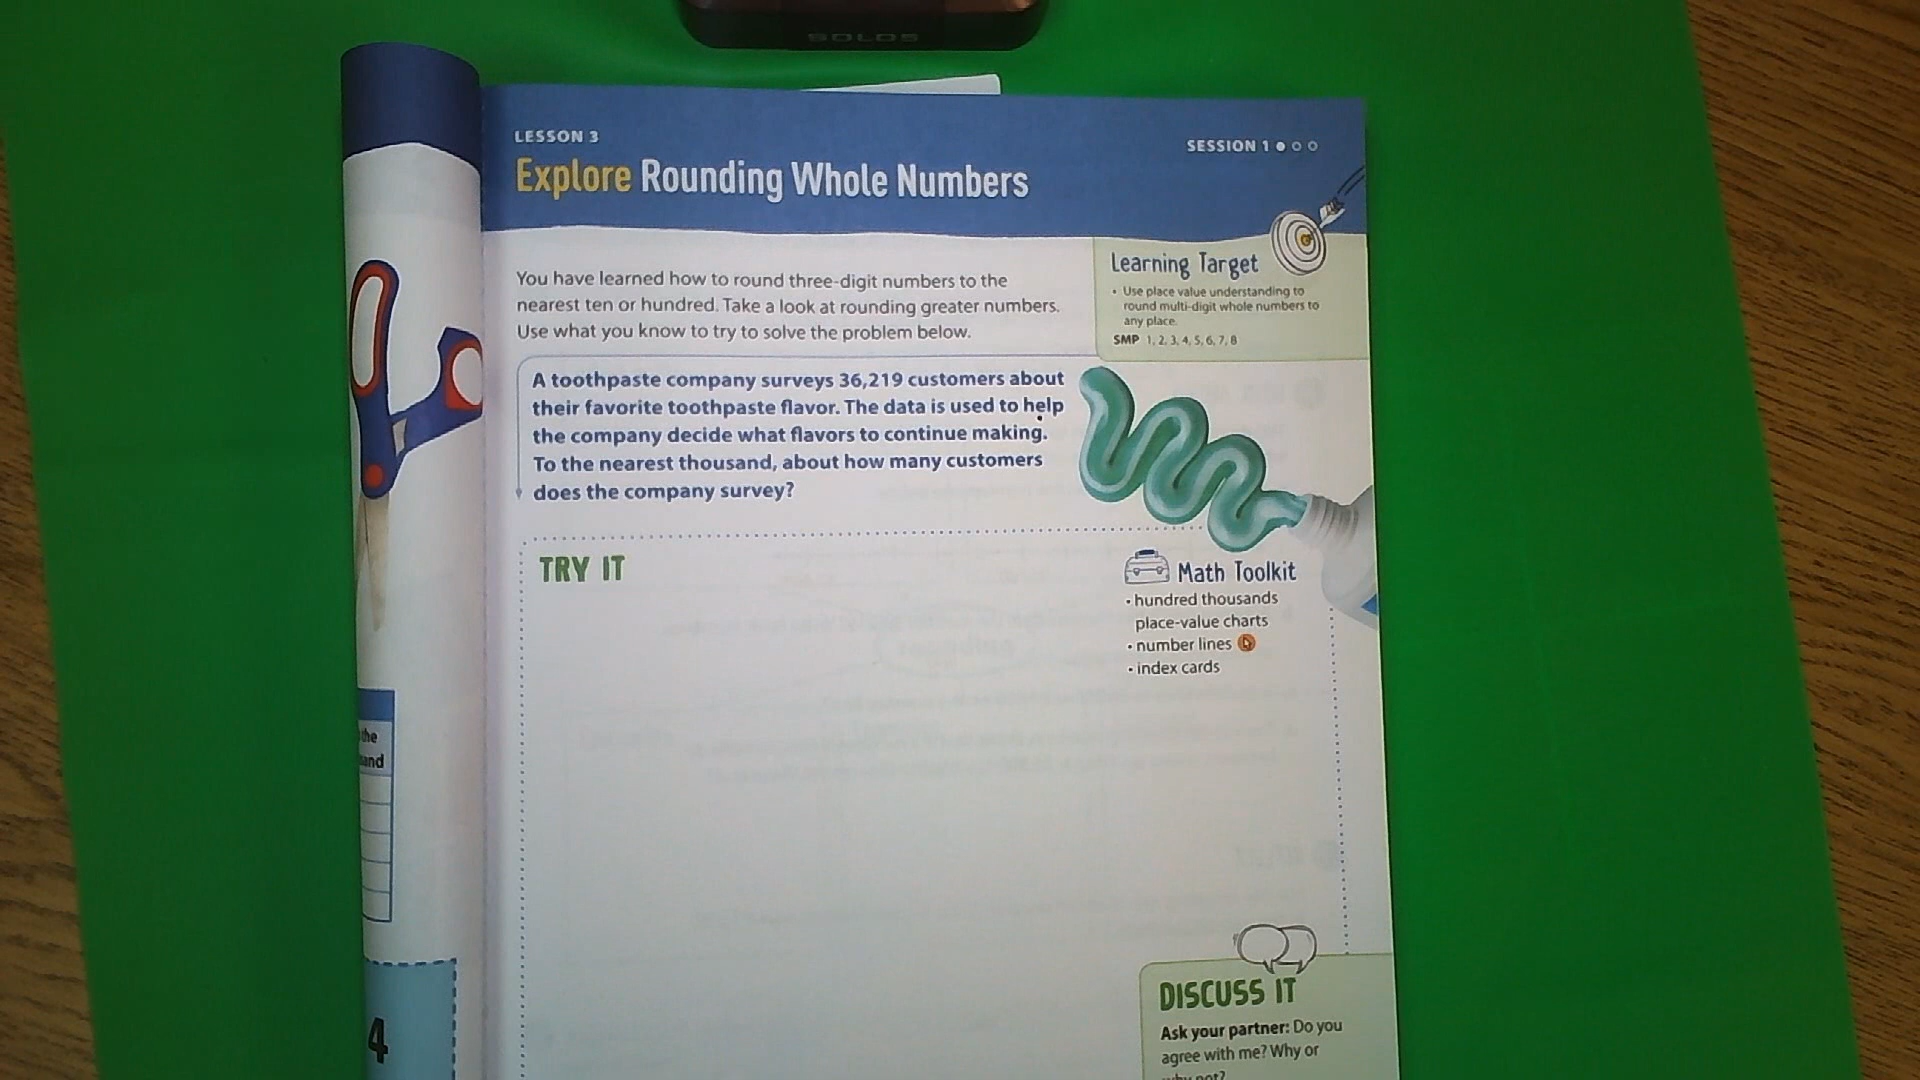 SOLOS
LESSON 3
SESSION 1
Explore Rounding Whole Numbers
You have learned how to round three-digit numbers to the
nearest ten or hundred. Take a look at rounding greater numbers.
Use what you know to try to solve the problem below.
Learning Target
• Use place value understanding to
round multi-digit whole numbers to
any place.
SMP 1, 2, 3, 4, 5, 6, 7, 8
A toothpaste company surveys 36,219 customers about
their favorite toothpaste flavor. The data is used to help
the company decide what flavors to continue making.
To the nearest thousand, about how many customers
does the company survey?
TRY IT
Math Toolkit
• hundred thousands
place-value charts
• number lines
• index cards
the
and
4
DISCUSS IT
Ask your partner: Do you
agree with me? Why or
why not?